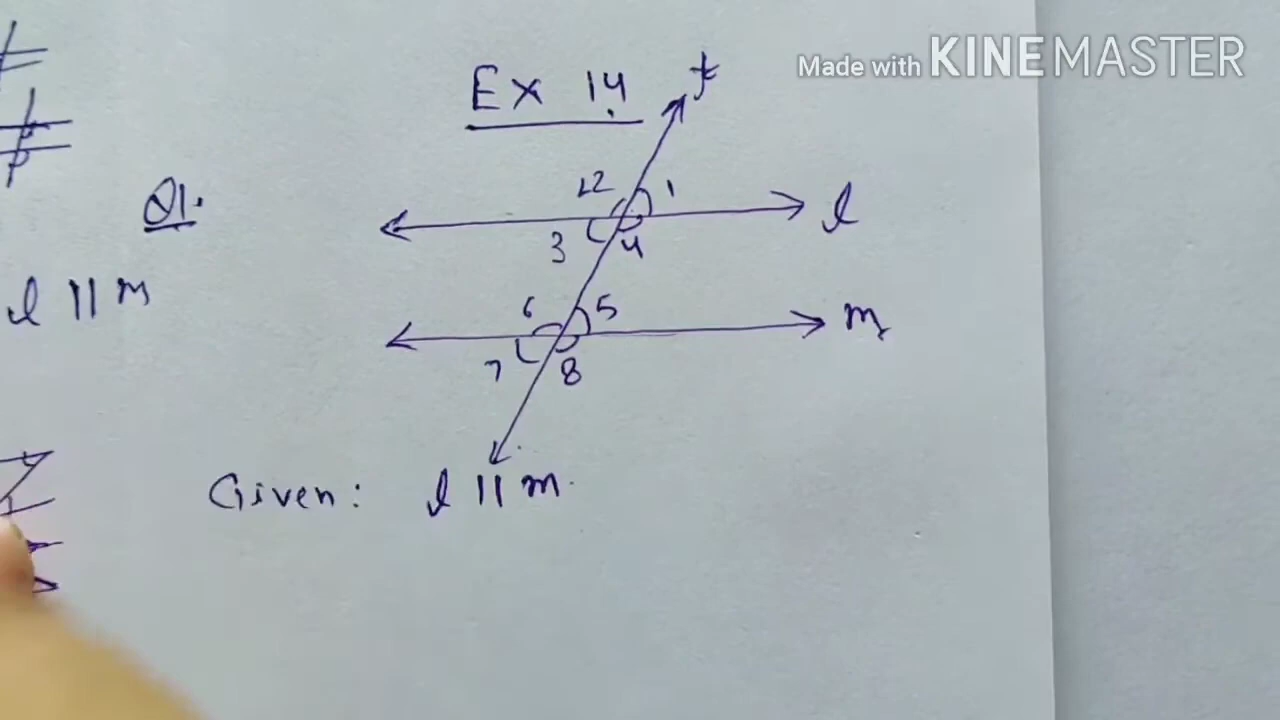 Made with KINEMASTER
Ex 14
t
Q1.
∠2 1
l
3 4
l || m
6 5
m
7 8
Given: l || m